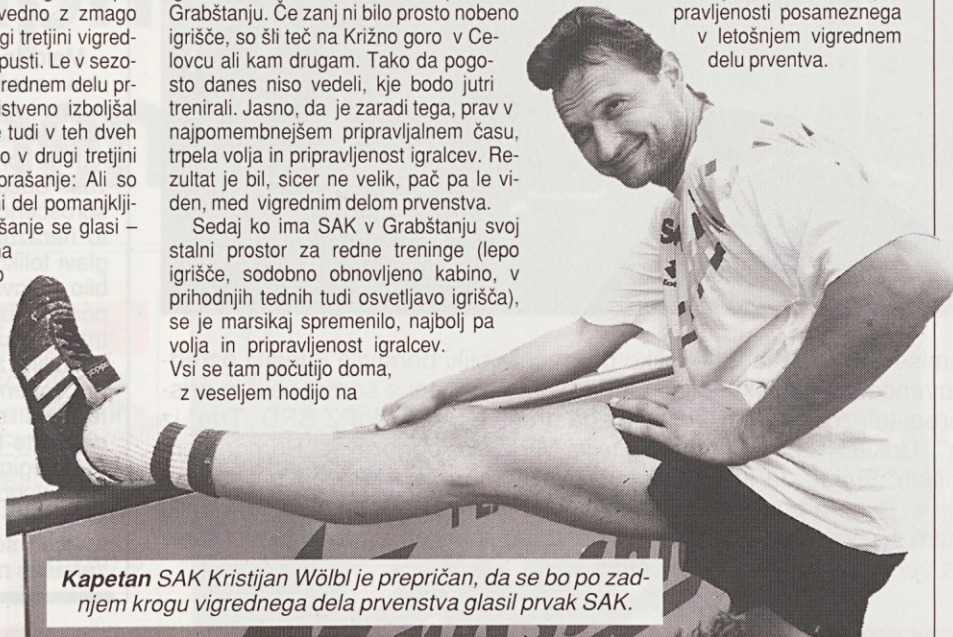 vedno z zmago
gi tretjini vigred-
pusti. Le v sezo-
rednem delu pr-
istveno izboljšal
e tudi v teh dveh
o v drugi tretjini
orašanje: Ali so
ni del pomanjklji-
šanje se glasi –
na
Grabštanju. Če zanj ni bilo prosto nobeno
igrišče, so šli teč na Križno goro v Ce-
lovcu ali kam drugam. Tako da pogo-
sto danes niso vedeli, kje bodo jutri
trenirali. Jasno, da je zaradi tega, prav v
najpomembnejšem pripravljalnem času,
trpela volja in pripravljenost igralcev. Re-
zultat je bil, sicer ne velik, pač pa le vi-
den, med vigrednim delom prvenstva.
Sedaj ko ima SAK v Grabštanju svoj
stalni prostor za redne treninge (lepo
igrišče, sodobno obnovljeno kabino, v
prihodnjih tednih tudi osvetljavo igrišča),
se je marsikaj spremenilo, najbolj pa
volja in pripravljenost igralcev.
Vsi se tam počutijo doma,
z veseljem hodijo na
pravljenosti posameznega
v letošnjem vigrednem
delu prventva.
Kapetan SAK Kristijan Wölbl je prepričan, da se bo po zad-
njem krogu vigrednega dela prvenstva glasil prvak SAK.